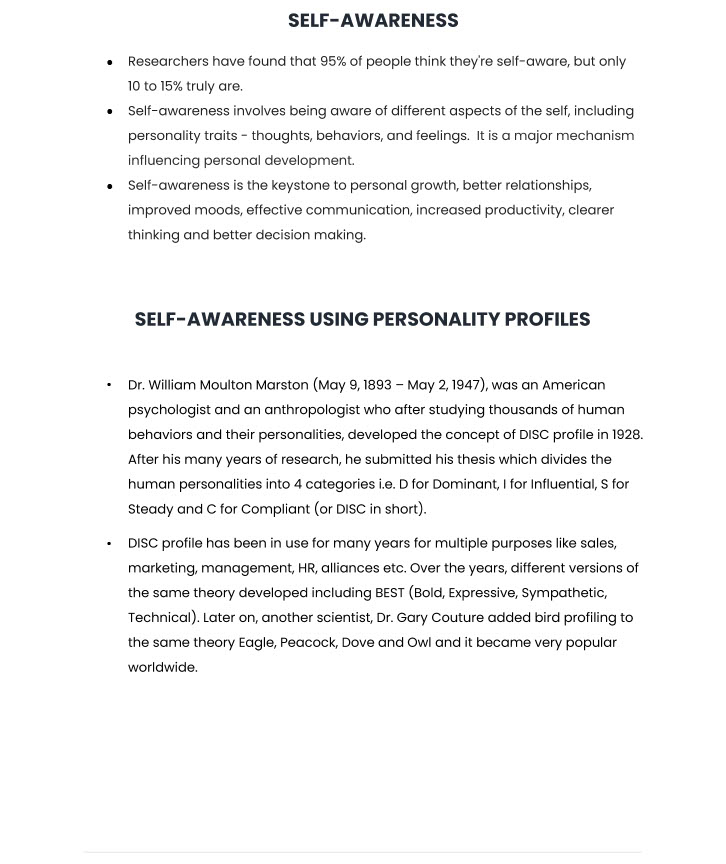 SELF-AWARENESS
• Researchers have found that 95% of people think they're self-aware, but only
10 to 15% truly are.
• Self-awareness involves being aware of different aspects of the self, including
personality traits - thoughts, behaviors, and feelings.  It is a major mechanism
influencing personal development.
• Self-awareness is the keystone to personal growth, better relationships,
improved moods, effective communication, increased productivity, clearer
thinking and better decision making.
SELF-AWARENESS USING PERSONALITY PROFILES
• Dr. William Moulton Marston (May 9, 1893 – May 2, 1947), was an American
psychologist and an anthropologist who after studying thousands of human
behaviors and their personalities, developed the concept of DISC profile in 1928.
After his many years of research, he submitted his thesis which divides the
human personalities into 4 categories i.e. D for Dominant, I for Influential, S for
Steady and C for Compliant (or DISC in short).
• DISC profile has been in use for many years for multiple purposes like sales,
marketing, management, HR, alliances etc. Over the years, different versions of
the same theory developed including BEST (Bold, Expressive, Sympathetic,
Technical). Later on, another scientist, Dr. Gary Couture added bird profiling to
the same theory Eagle, Peacock, Dove and Owl and it became very popular
worldwide.